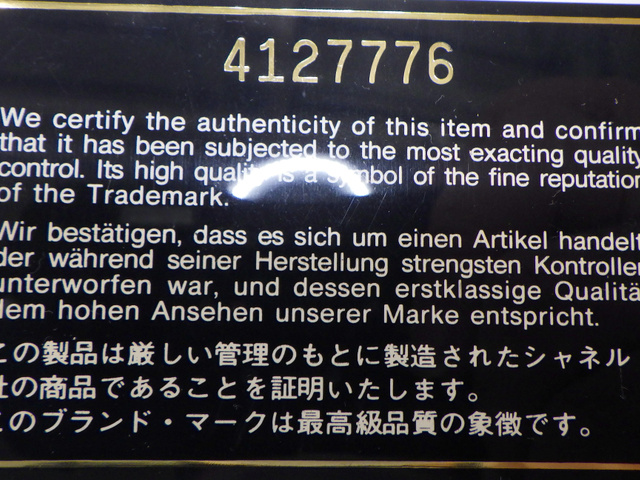 4127776
We certify the authenticity of this item and confirm
that it has been subjected to the most exacting quality
control. Its high quality is a symbol of the fine reputation
of the Trademark.
Wir bestätigen, dass es sich um einen Artikel handelt
der während seiner Herstellung strengsten Kontrollen
unterworfen war, und dessen erstklassige Qualitä
dem hohen Ansehen unserer Marke entspricht.
この製品は厳しい管理のもとに製造されたシャネル
社の商品であることを証明いたします。
このブランド・マークは最高級品質の象徴です。